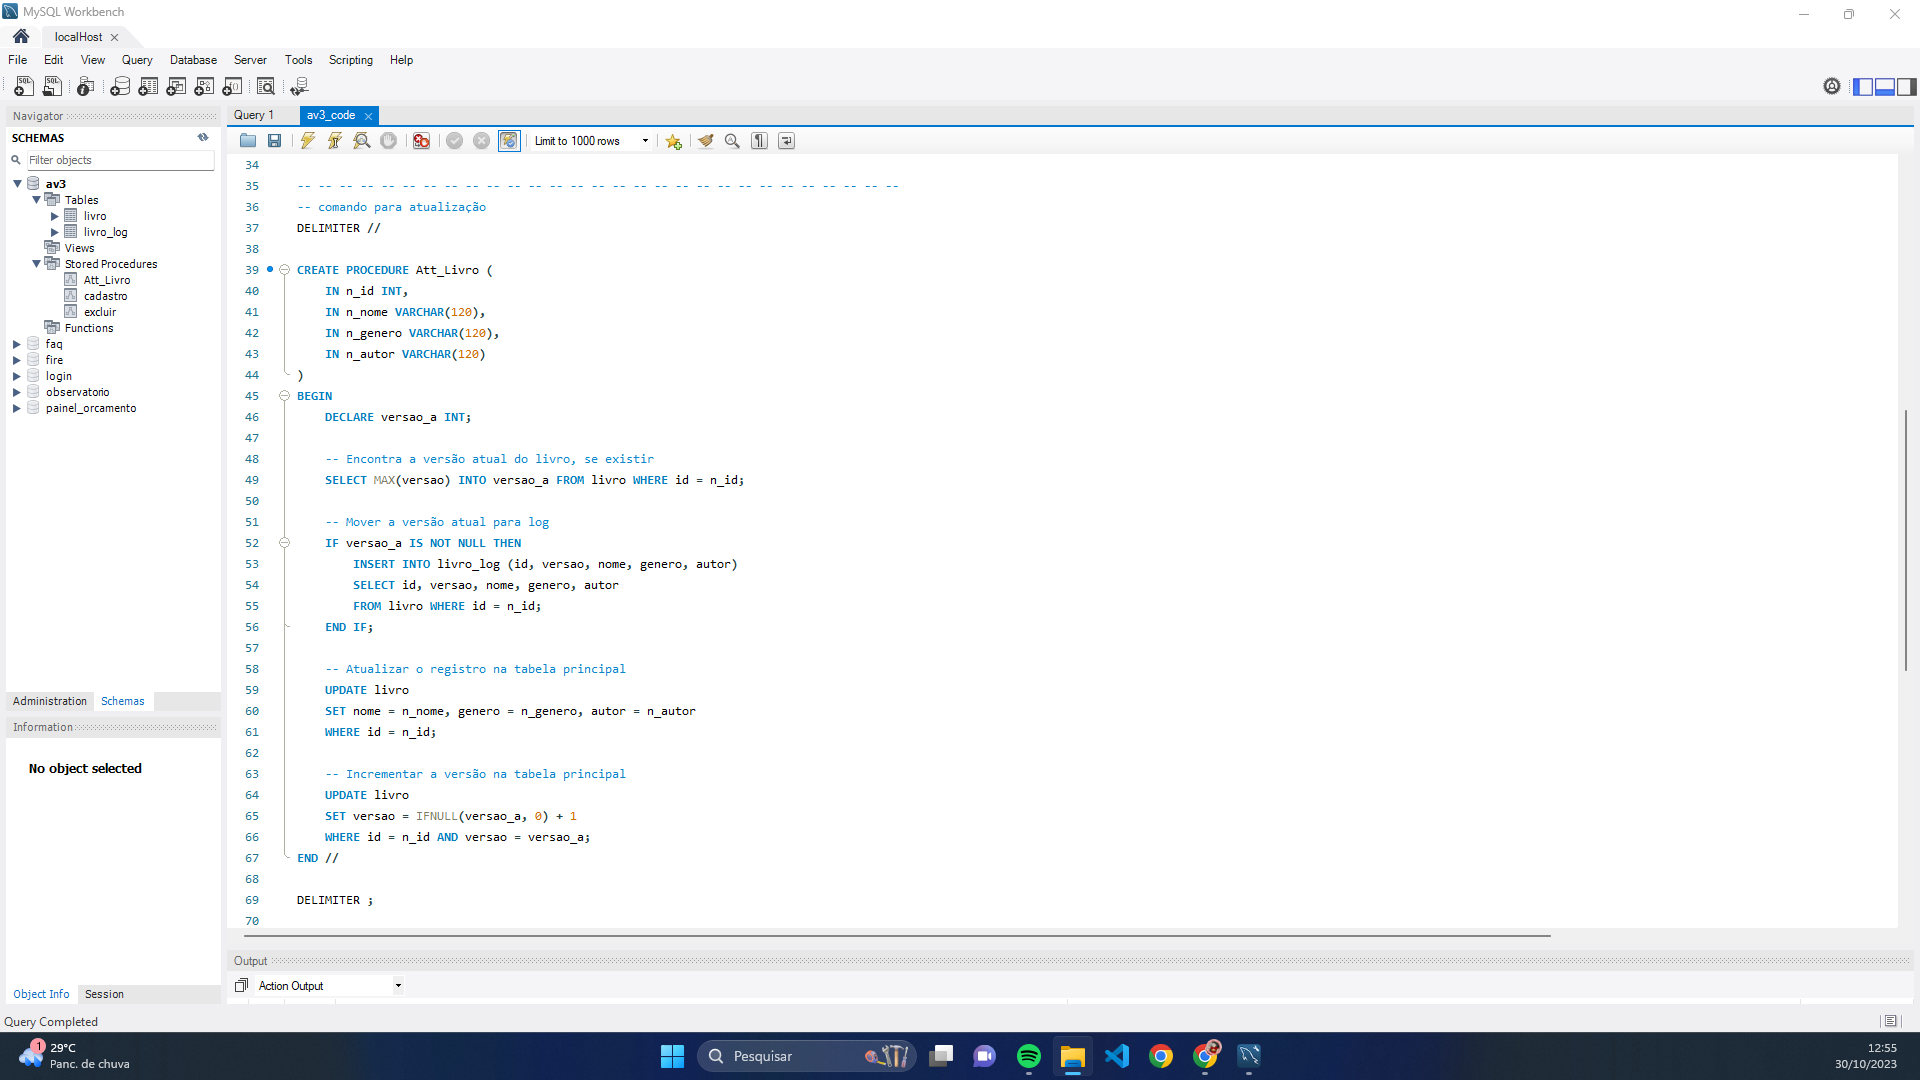 MySQL Workbench
localHost
File Edit View Query Database Server Tools Scripting Help
Navigator
SCHEMAS
Filter objects
av3
Tables
livro
livro_log
Views
Stored Procedures
Att_Livro
cadastro
excluir
Functions
faq
fire
login
observatorio
painel_orcamento
Administration Schemas
Information
No object selected
Object Info Session
Query 1 av3_code
Limit to 1000 rows
34
35 -- -- -- -- -- -- -- -- -- -- -- -- -- -- -- -- -- -- -- -- -- -- -- -- -- -- -- -- --
36 -- comando para atualização
37 DELIMITER //
38
39 CREATE PROCEDURE Att_Livro (
40 IN n_id INT,
41 IN n_nome VARCHAR(120),
42 IN n_genero VARCHAR(120),
43 IN n_autor VARCHAR(120)
44 )
45 BEGIN
46 DECLARE versao_a INT;
47
48 -- Encontra a versão atual do livro, se existir
49 SELECT MAX(versao) INTO versao_a FROM livro WHERE id = n_id;
50
51 -- Mover a versão atual para log
52 IF versao_a IS NOT NULL THEN
53 INSERT INTO livro_log (id, versao, nome, genero, autor)
54 SELECT id, versao, nome, genero, autor
55 FROM livro WHERE id = n_id;
56 END IF;
57
58 -- Atualizar o registro na tabela principal
59 UPDATE livro
60 SET nome = n_nome, genero = n_genero, autor = n_autor
61 WHERE id = n_id;
62
63 -- Incrementar a versão na tabela principal
64 UPDATE livro
65 SET versao = IFNULL(versao_a, 0) + 1
66 WHERE id = n_id AND versao = versao_a;
67 END //
68
69 DELIMITER ;
70
Output
Action Output
Query Completed
1
29°C
Panc. de chuva
Pesquisar
12:55
30/10/2023